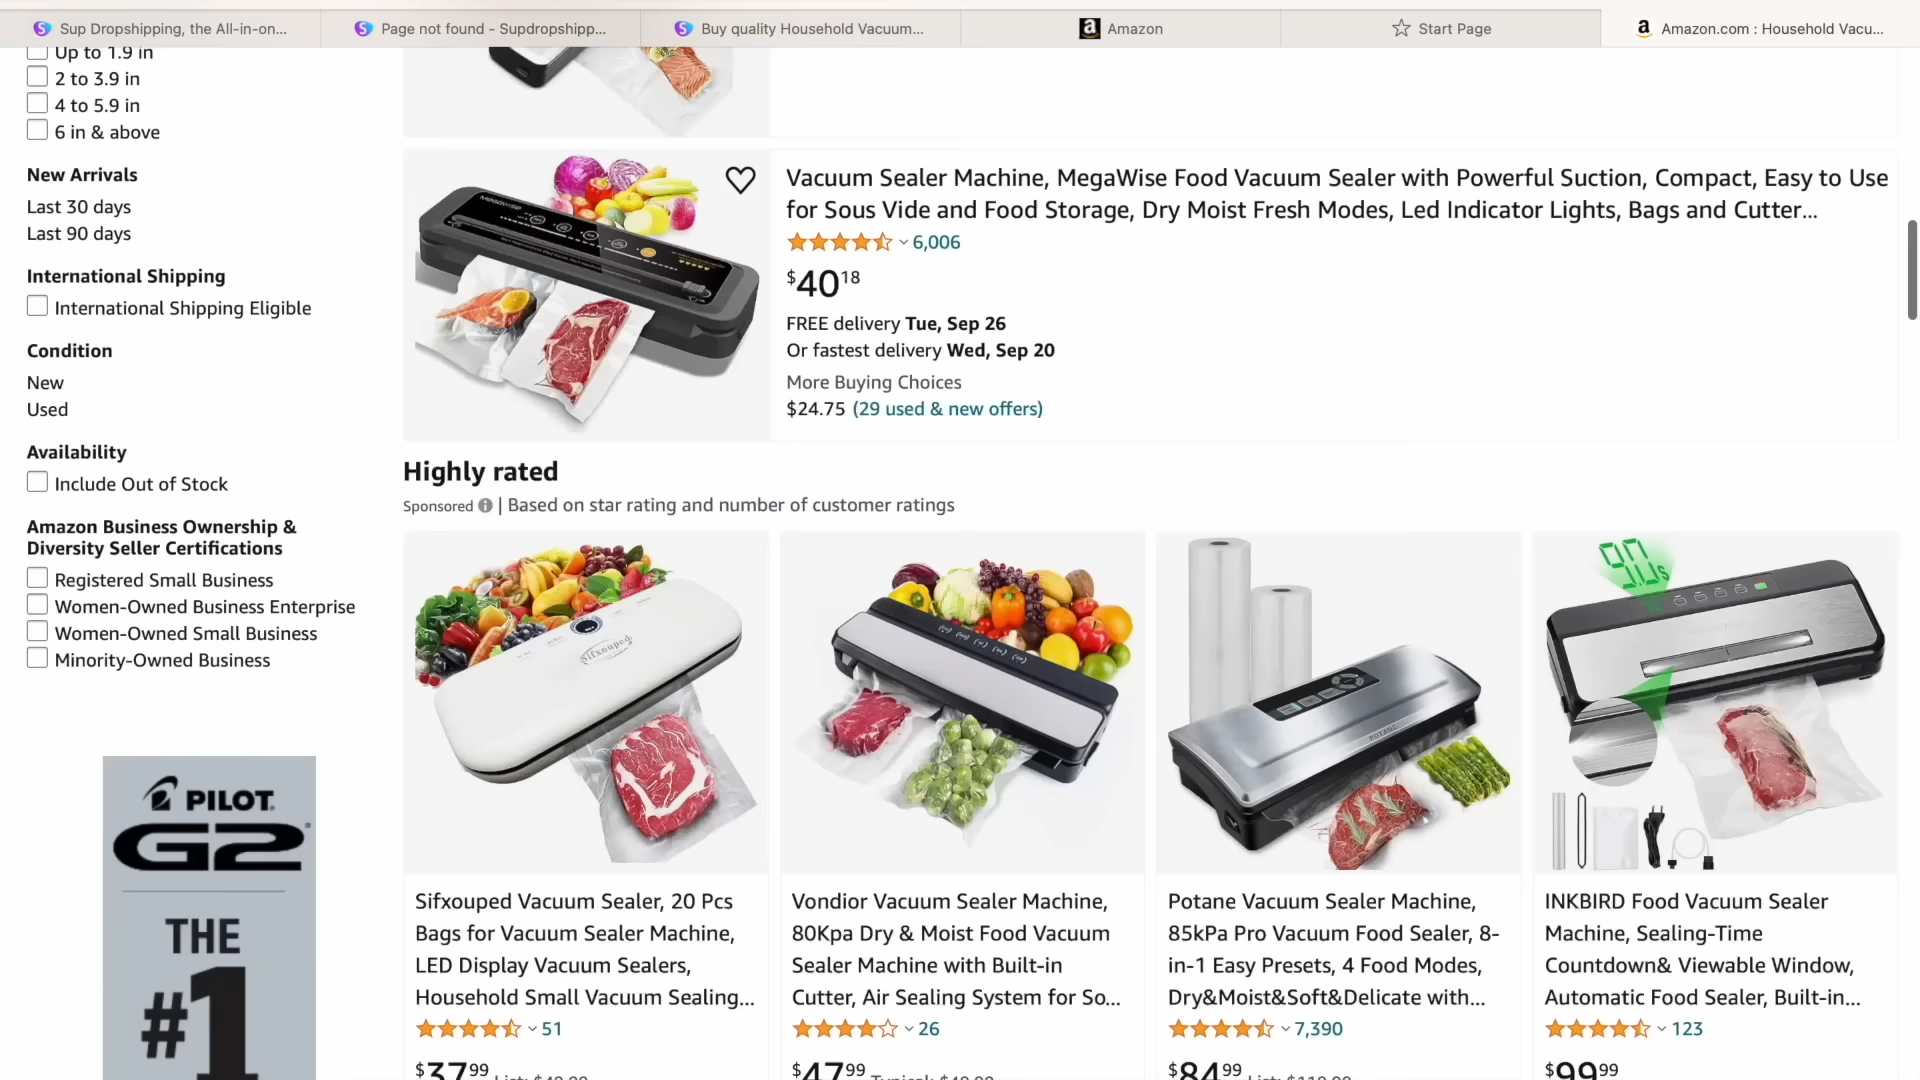 Sup Dropshipping, the All-in-on...
Page not found - Supdropshipp...
Buy quality Household Vacuum...
Amazon
Start Page
Amazon.com : Household Vacu...
Up to 1.9 in
2 to 3.9 in
4 to 5.9 in
6 in & above
New Arrivals
Last 30 days
Last 90 days
International Shipping
International Shipping Eligible
Condition
New
Used
Availability
Include Out of Stock
Amazon Business Ownership &
Diversity Seller Certifications
Registered Small Business
Women-Owned Business Enterprise
Women-Owned Small Business
Minority-Owned Business
PILOT
G2
THE
#1
Vacuum Sealer Machine, MegaWise Food Vacuum Sealer with Powerful Suction, Compact, Easy to Use
for Sous Vide and Food Storage, Dry Moist Fresh Modes, Led Indicator Lights, Bags and Cutter...
6,006
$40.18
FREE delivery Tue, Sep 26
Or fastest delivery Wed, Sep 20
More Buying Choices
$24.75 (29 used & new offers)
Highly rated
Sponsored | Based on star rating and number of customer ratings
Sifxouped
POTANE
9.0s
Sifxouped Vacuum Sealer, 20 Pcs
Bags for Vacuum Sealer Machine,
LED Display Vacuum Sealers,
Household Small Vacuum Sealing...
51
$37.99
Vondior Vacuum Sealer Machine,
80Kpa Dry & Moist Food Vacuum
Sealer Machine with Built-in
Cutter, Air Sealing System for So...
26
$47.99
Potane Vacuum Sealer Machine,
85kPa Pro Vacuum Food Sealer, 8-
in-1 Easy Presets, 4 Food Modes,
Dry&Moist&Soft&Delicate with...
7,390
$84.99
INKBIRD Food Vacuum Sealer
Machine, Sealing-Time
Countdown& Viewable Window,
Automatic Food Sealer, Built-in...
123
$99.99